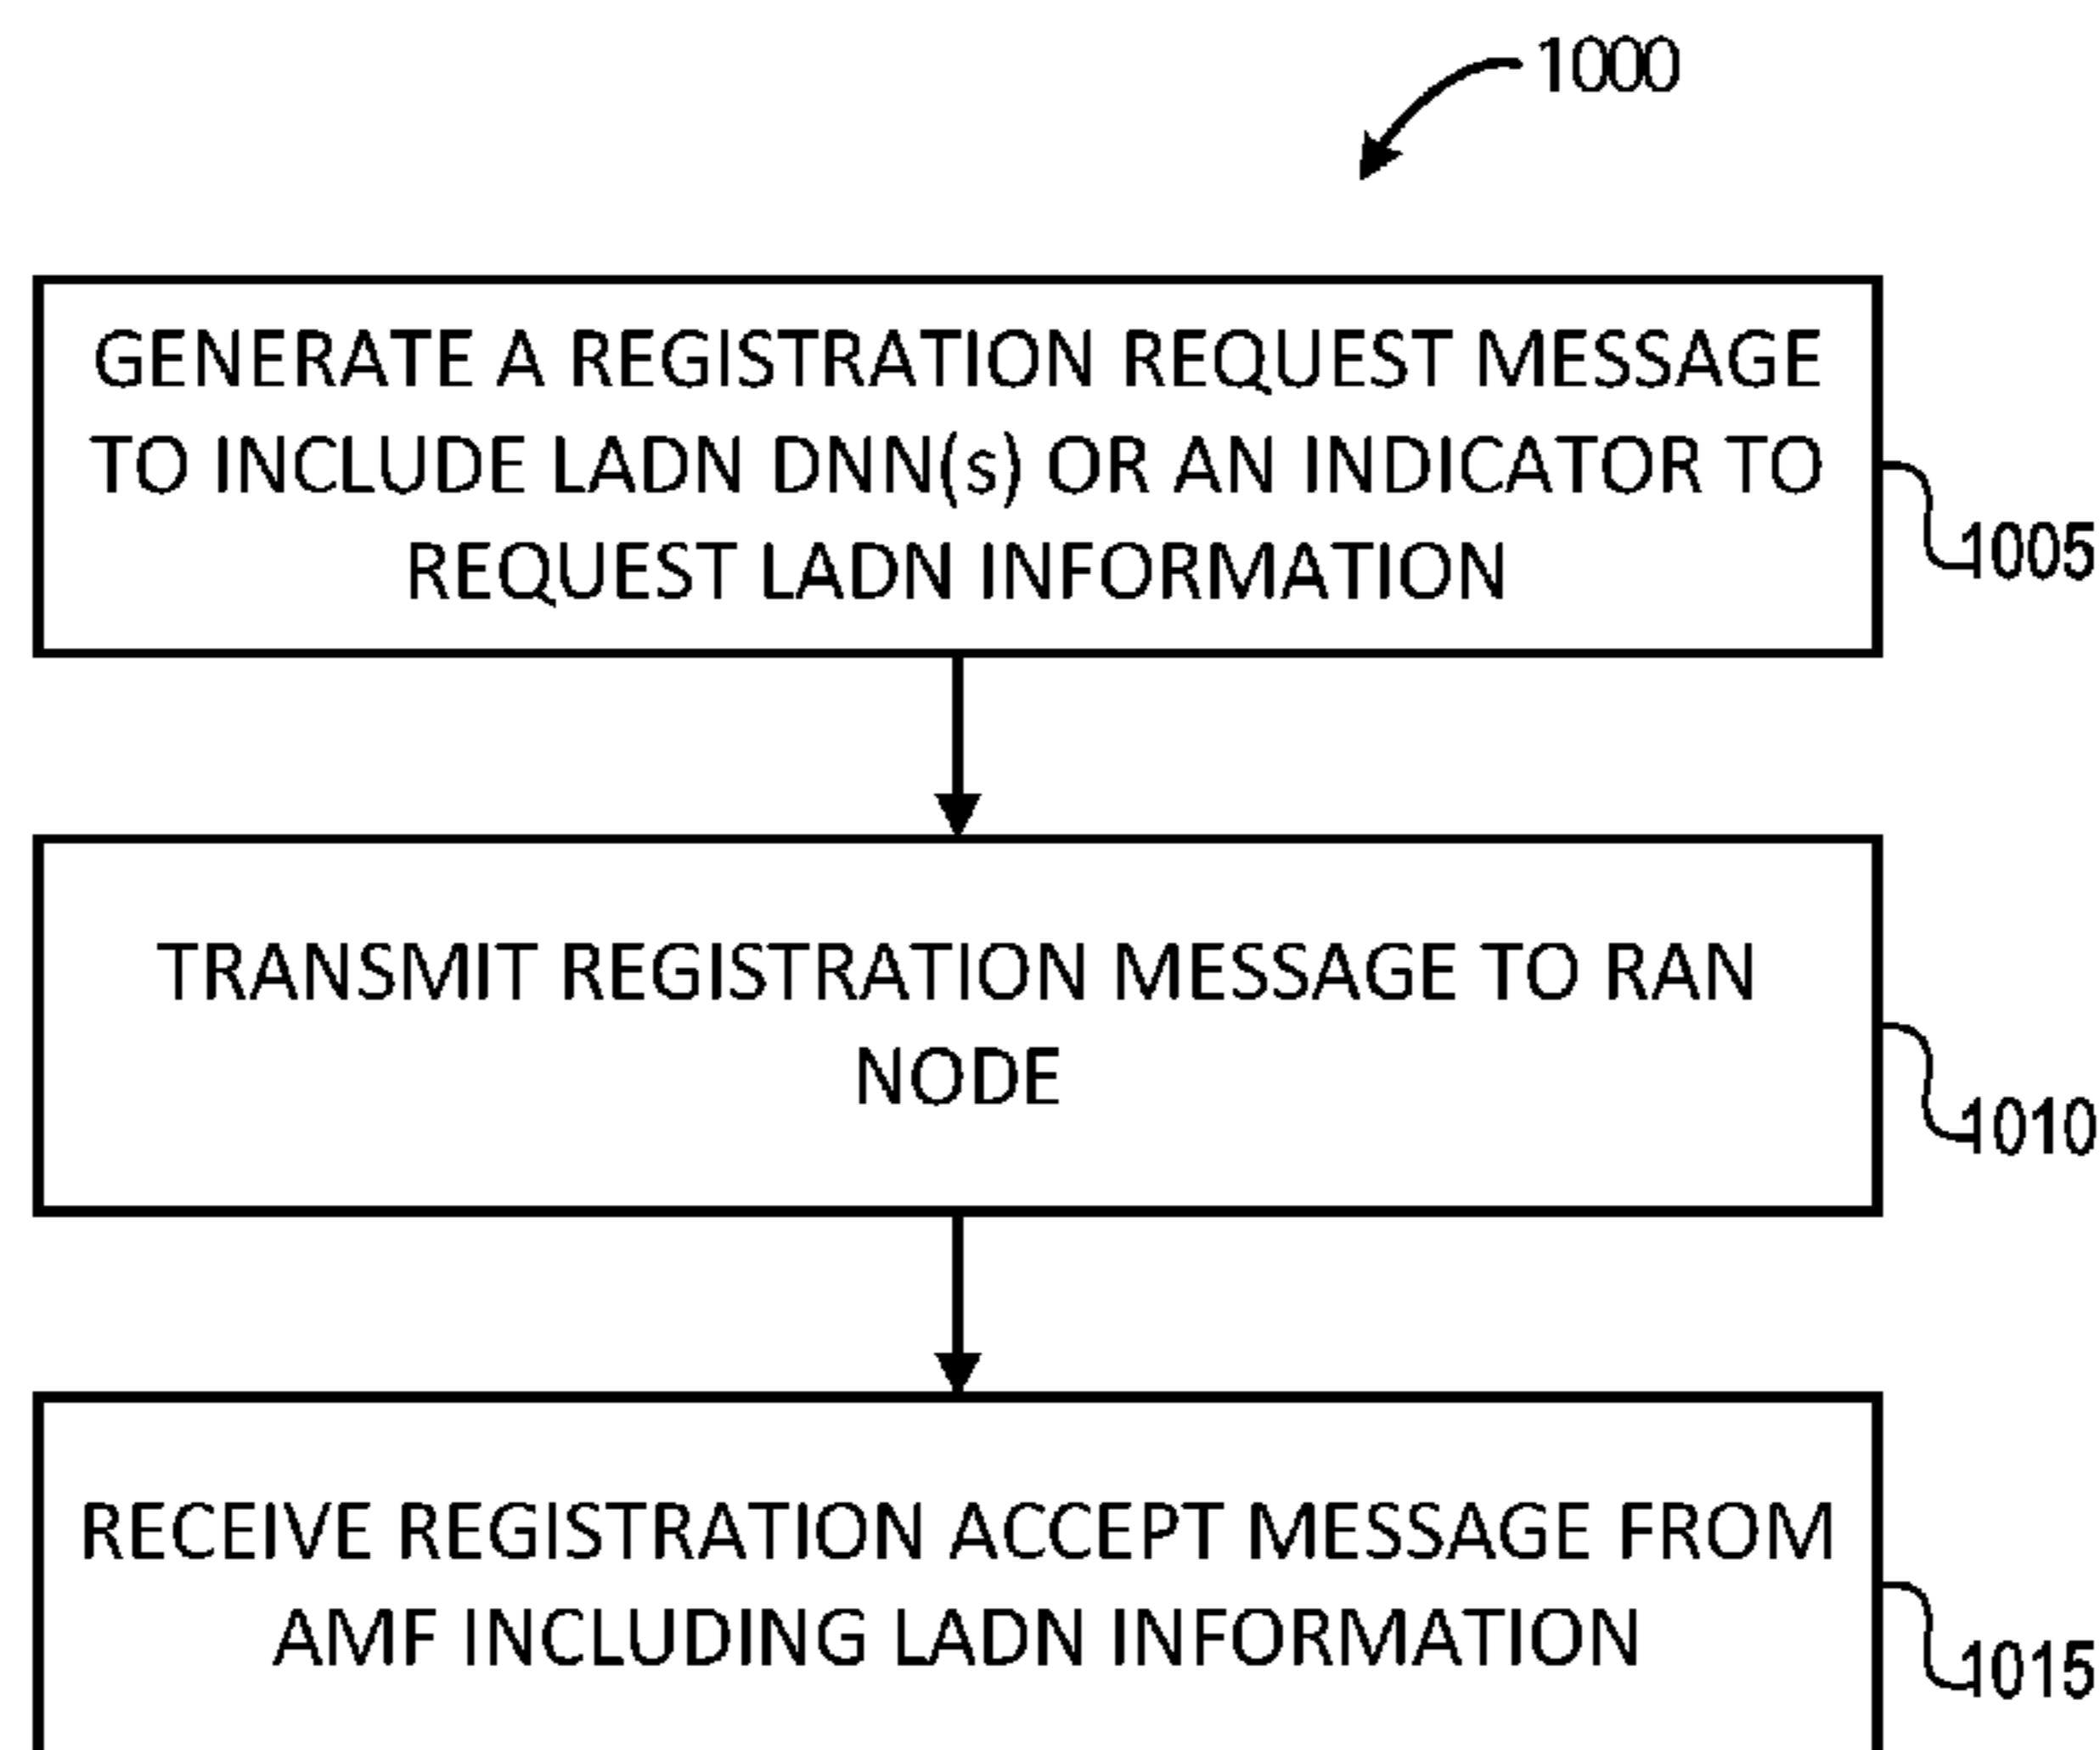 1000
GENERATE A REGISTRATION REQUEST MESSAGE
TO INCLUDE LADN DNN(s) OR AN INDICATOR TO
REQUEST LADN INFORMATION
1005
TRANSMIT REGISTRATION MESSAGE TO RAN
NODE
1010
RECEIVE REGISTRATION ACCEPT MESSAGE FROM
AMF INCLUDING LADN INFORMATION
1015